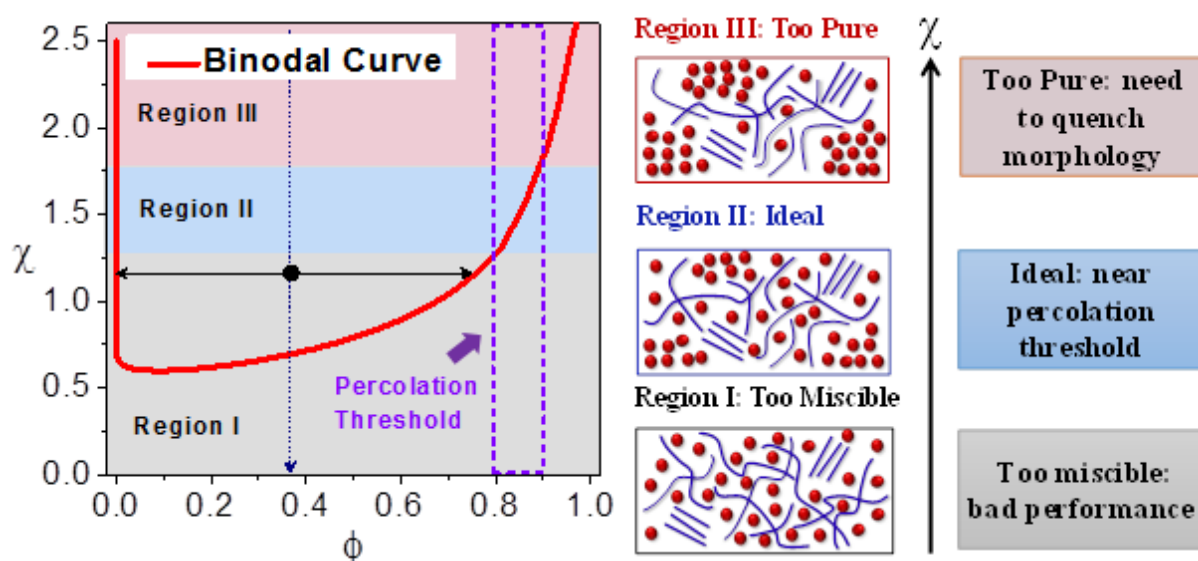 2.5
2.0
1.5
1.0
0.5
0.0
χ
Binodal Curve
Region III
Region II
Region I
Percolation
Threshold
0.0 0.2 0.4 0.6 0.8 1.0
ϕ
Region III: Too Pure
Region II: Ideal
Region I: Too Miscible
χ
Too Pure: need
to quench
morphology
Ideal: near
percolation
threshold
Too miscible:
bad performance